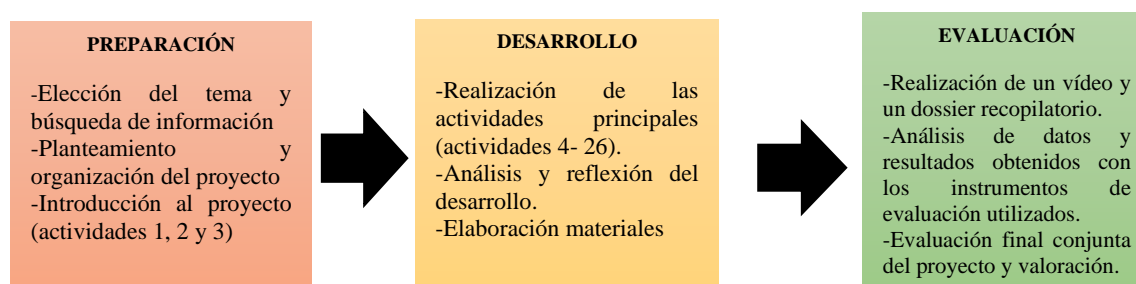 PREPARACIÓN
-Elección del tema y
búsqueda de información
-Planteamiento y
organización del proyecto
-Introducción al proyecto
(actividades 1, 2 y 3)
DESARROLLO
-Realización de las
actividades principales
(actividades 4- 26).
-Análisis y reflexión del
desarrollo.
-Elaboración materiales
EVALUACIÓN
-Realización de un vídeo y
un dossier recopilatorio.
-Análisis de datos y
resultados obtenidos con
los instrumentos de
evaluación utilizados.
-Evaluación final conjunta
del proyecto y valoración.